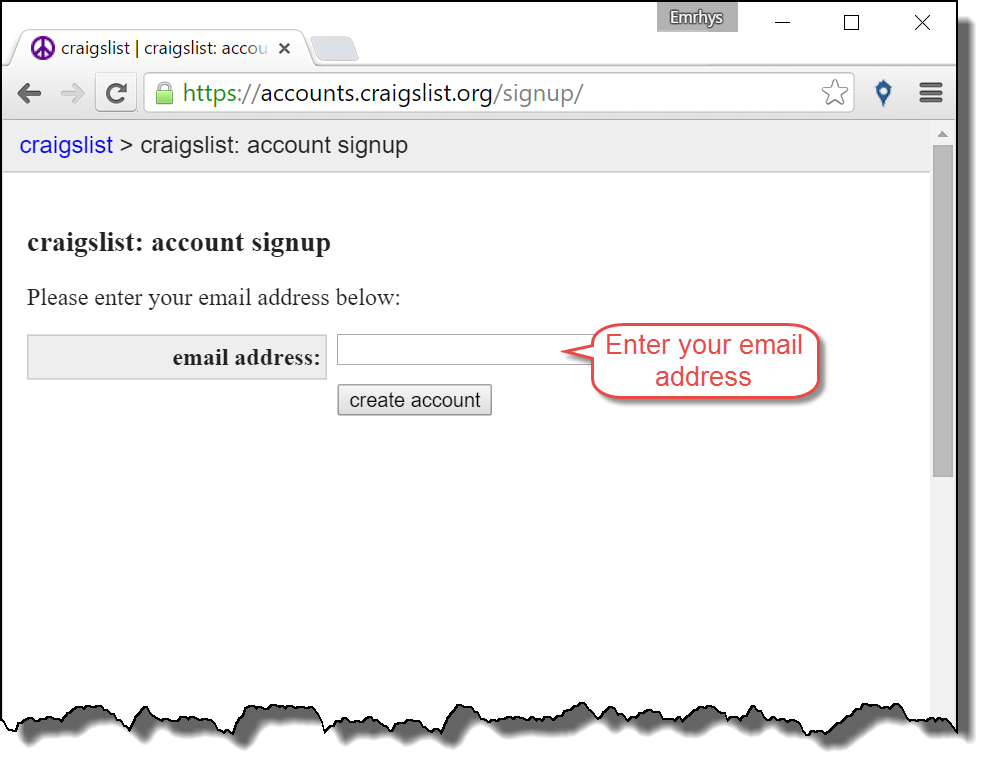 Emrhys
craigslist | craigslist: accou
https://accounts.craigslist.org/signup/
craigslist > craigslist: account signup
craigslist: account signup
Please enter your email address below:
email address:
Enter your email
address
create account